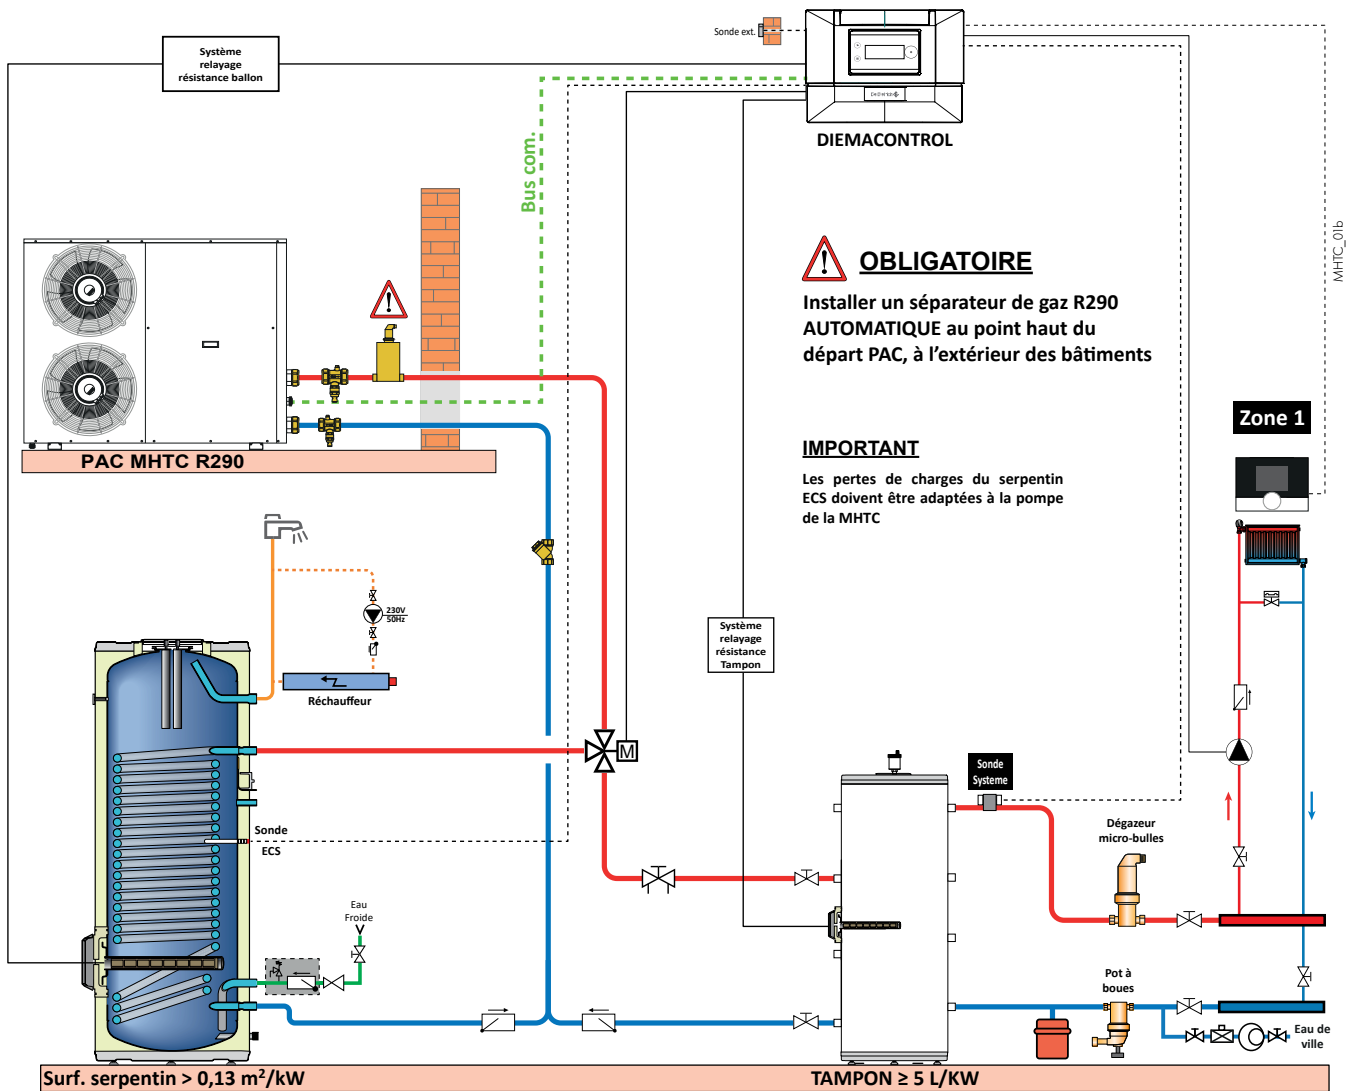 Système
relayage
résistance ballon
Sonde ext.
DIEMACONTROL
Bus com.
MHTC_01b
OBLIGATOIRE
Installer un séparateur de gaz R290
AUTOMATIQUE au point haut du
départ PAC, à l'extérieur des bâtiments
IMPORTANT
Les pertes de charges du serpentin
ECS doivent être adaptées à la pompe
de la MHTC
Zone 1
PAC MHTC R290
230V
50Hz
Réchauffeur
Système
relayage
résistance
Tampon
M
Sonde
Systeme
Sonde
ECS
Dégazeur
micro-bulles
Eau
Froide
Pot à
boues
Eau de
ville
Surf. serpentin > 0,13 m²/kW
TAMPON ≥ 5 L/KW